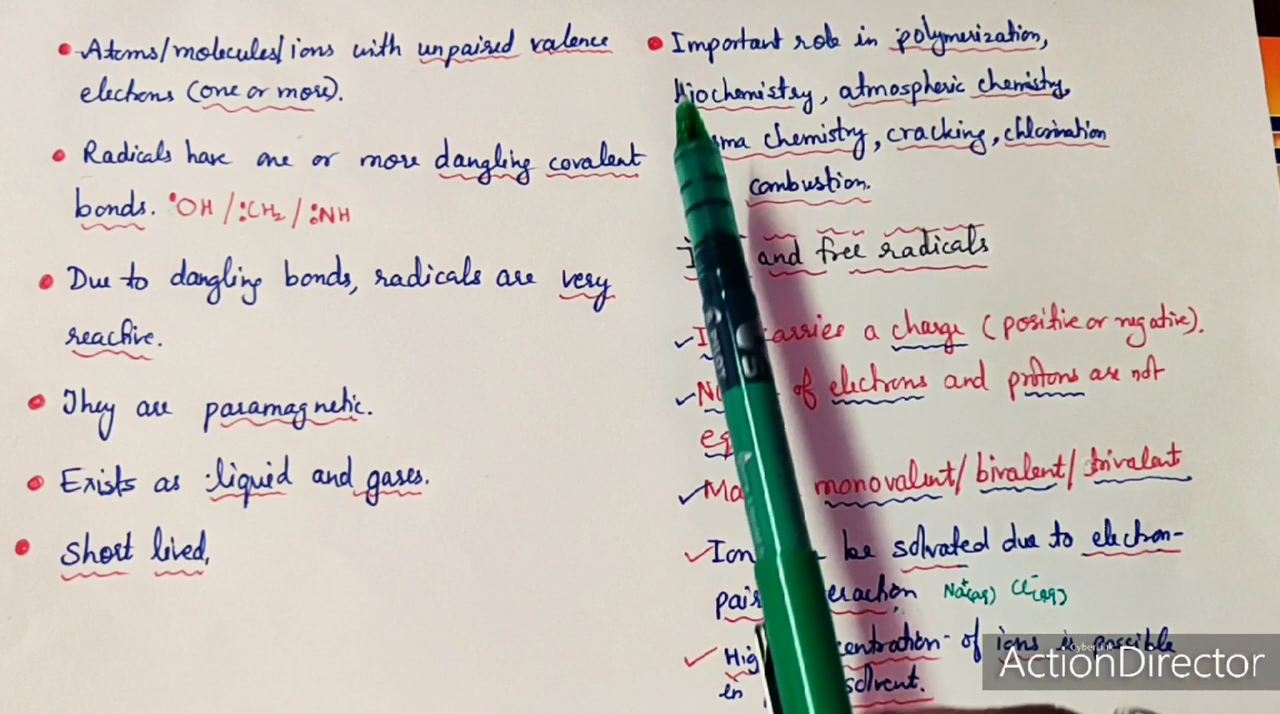 • Atoms/molecules/ions with unpaired valence
electrons (one or more).
• Radicals have one or more dangling covalent
bonds. •OH / :CH2 / :NH
• Due to dangling bonds, radicals are very
reactive.
• They are paramagnetic.
• Exists as liquid and gases.
• Short lived,
• Important role in polymerization,
Biochemistry, atmospheric chemistry,
sma chemistry, cracking, chlorination
combustion.
and free radicals
✓ carries a charge (positive or negative).
✓ of electrons and protons are not
✓ monovalent/ bivalent/ trivalent
✓ Ion be solvated due to electron-
Na+(aq) Cl-(aq)
✓ of ions is possible
in solvent.
CyberLink
ActionDirector